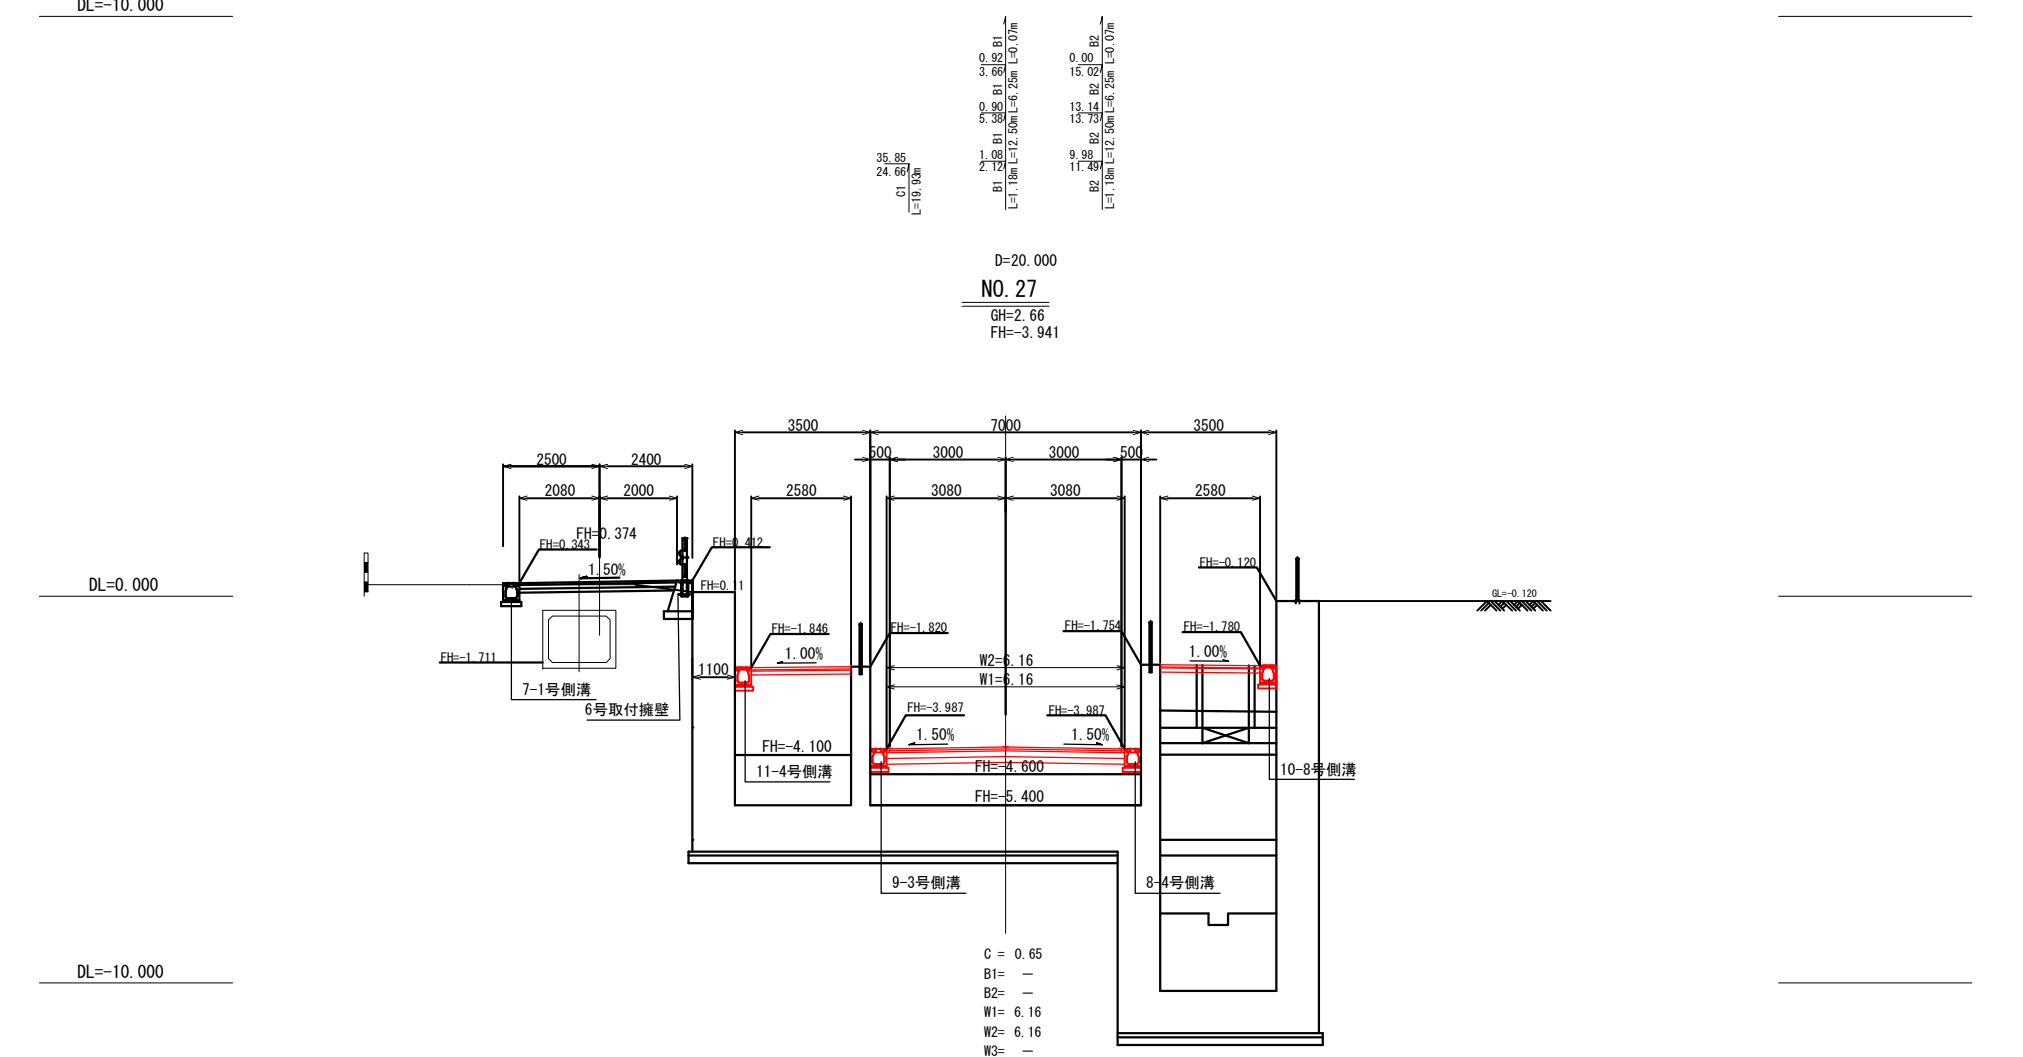 DL=-10.000
B1
L=0.07m
0.92
3.66
B1
L=6.25m
0.90
5.38
B1
L=12.50m
1.08
2.12
B1
L=1.18m
B2
L=0.07m
0.00
15.02
B2
L=6.25m
13.14
13.73
B2
L=12.50m
9.98
11.49
B2
L=1.18m
35.85
24.66
C1
L=19.93m
D=20.000
NO.27
GH=2.66
FH=-3.941
3500
7000
3500
500
3000
3000
500
2500
2400
2080
2000
2580
3080
3080
2580
FH=0.374
FH=0.343
FH=0.412
1.50%
FH=-0.120
DL=0.000
FH=0.11
GL=-0.120
FH=-1.846
FH=-1.820
FH=-1.754
FH=-1.780
1.00%
1.00%
FH=-1.711
W2=6.16
1100
W1=6.16
7-1号側溝
6号取付擁壁
FH=-3.987
FH=-3.987
1.50%
1.50%
FH=-4.100
FH=-4.600
11-4号側溝
10-8号側溝
FH=-5.400
9-3号側溝
8-4号側溝
C = 0.65
B1= —
B2= —
W1= 6.16
W2= 6.16
W3= —
DL=-10.000